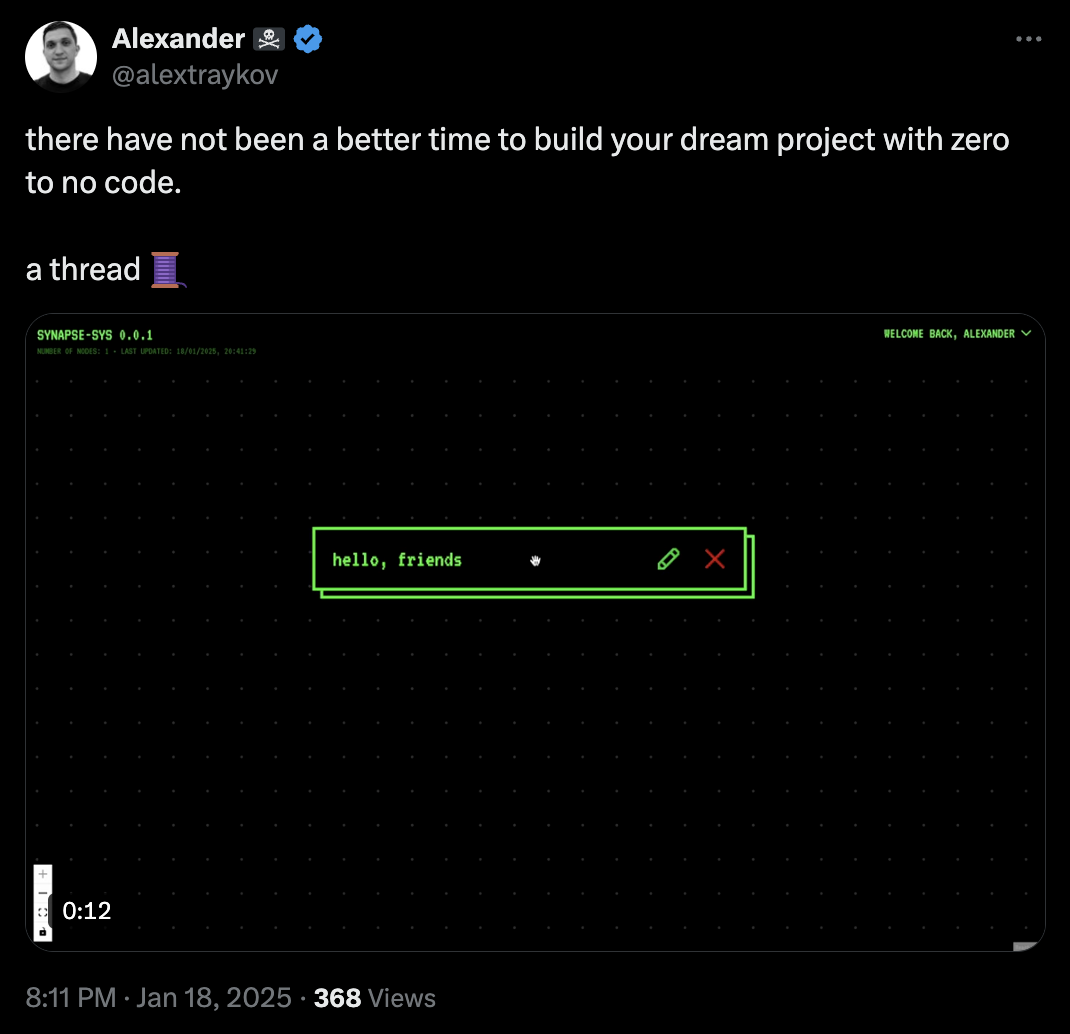 Alexander
@alextraykov
there have not been a better time to build your dream project with zero
to no code.
a thread 🧵
SYNAPSE-SYS 0.0.1
WELCOME BACK, ALEXANDER
NUMBER OF NODES: 1 - LAST UPDATED: 18/01/2025, 20:41:29
hello, friends
0:12
8:11 PM · Jan 18, 2025 · 368 Views